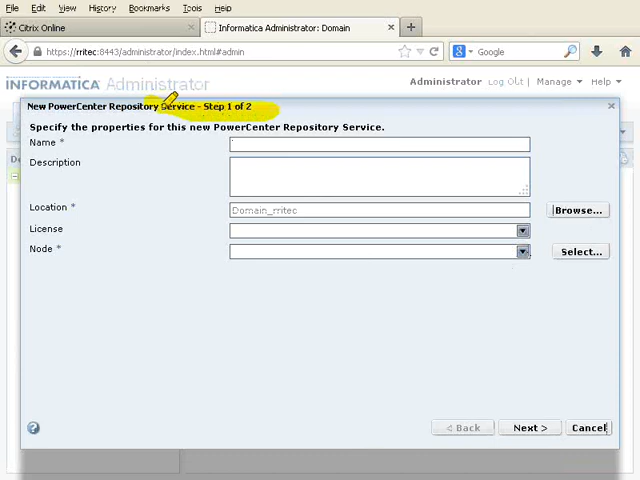 File Edit View History Bookmarks Tools Help
Citrix Online
Informatica Administrator: Domain
https://rritec:8443/administrator/index.html#admin
Google
INFORMATICA Administrator
Log Out Manage Help
New PowerCenter Repository Service - Step 1 of 2
Specify the properties for this new PowerCenter Repository Service.
Name *
Description
Location * Domain_rritec Browse...
License
Node * Select...
< Back Next > Cancel